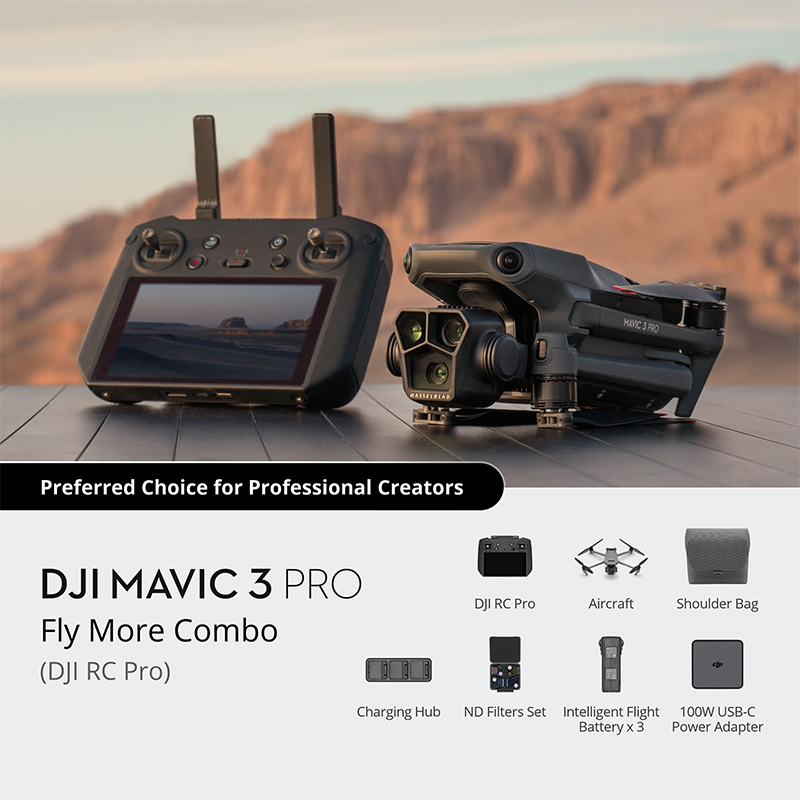 MAVIC 3 PRO
HASSELBLAD
Preferred Choice for Professional Creators
DJI MAVIC 3 PRO
Fly More Combo
(DJI RC Pro)
DJI RC Pro
Aircraft
Shoulder Bag
Charging Hub
ND Filters Set
Intelligent Flight
Battery x 3
dji
100W USB-C
Power Adapter